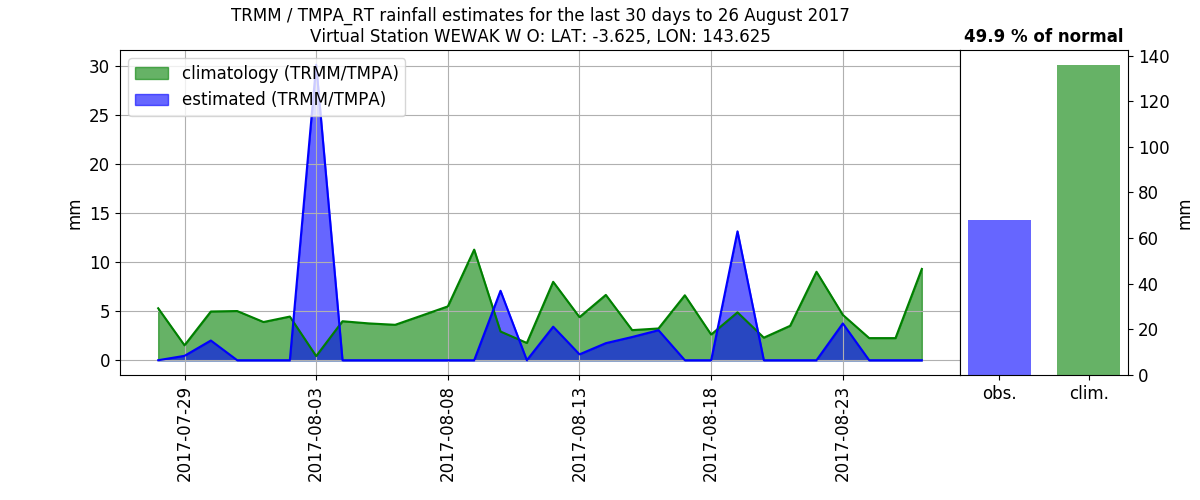 TRMM / TMPA_RT rainfall estimates for the last 30 days to 26 August 2017
Virtual Station WEWAK W O: LAT: -3.625, LON: 143.625
49.9 % of normal
climatology (TRMM/TMPA)
estimated (TRMM/TMPA)
mm
30
25
20
15
10
5
0
2017-07-29
2017-08-03
2017-08-08
2017-08-13
2017-08-18
2017-08-23
140
120
100
80
60
40
20
0
mm
obs.
clim.